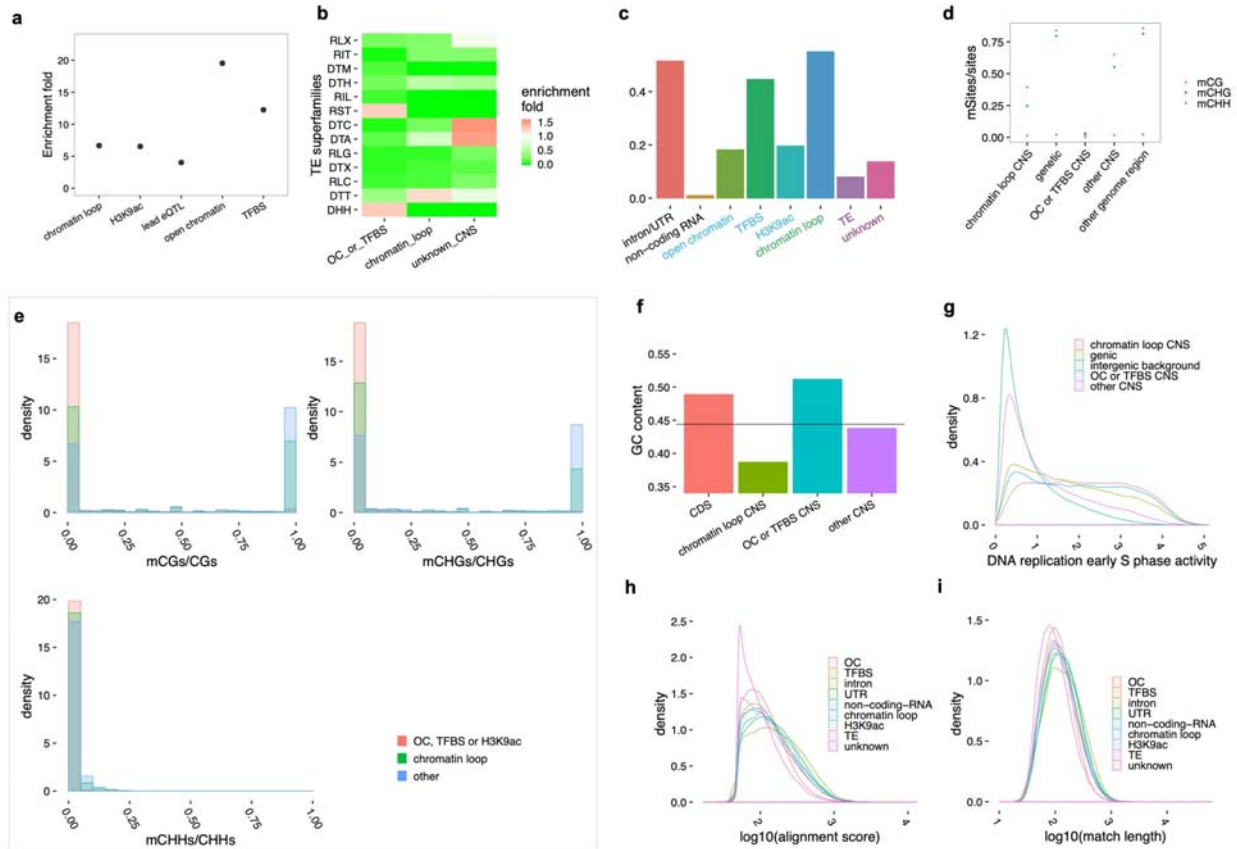 a
Enrichment fold
20
15
10
5
0
chromatin loop
H3K9ac
lead eQTL
open chromatin
TFBS
b
TE superfamilies
RLX
RIT
DTM
DTH
RIL
RST
DTC
DTA
RLG
DTX
RLC
DTT
DHH
OC_or_TFBS
chromatin_loop
unknown_CNS
enrichment
fold
1.5
1.0
0.5
0.0
c
0.4
0.2
0.0
intron/UTR
non-coding RNA
open chromatin
TFBS
H3K9ac
chromatin loop
TE
unknown
d
mSites/sites
0.75
0.50
0.25
0.00
chromatin loop CNS
genetic
OC or TFBS CNS
other CNS
other genome region
mCG
mCHG
mCHH
e
density
15
10
5
0
0.00
0.25
0.50
0.75
1.00
mCGs/CGs
density
15
10
5
0
0.00
0.25
0.50
0.75
1.00
mCHGs/CHGs
density
20
15
10
5
0
0.00
0.25
0.50
0.75
1.00
mCHHs/CHHs
OC, TFBS or H3K9ac
chromatin loop
other
f
GC content
0.55
0.50
0.45
0.40
0.35
CDS
chromatin loop CNS
OC or TFBS CNS
other CNS
g
density
1.2
0.8
0.4
0.0
0
1
2
3
4
5
DNA replication early S phase activity
chromatin loop CNS
genic
intergenic background
OC or TFBS CNS
other CNS
h
density
2.5
2.0
1.5
1.0
0.5
0.0
2
3
4
log10(alignment score)
OC
TFBS
intron
UTR
non−coding−RNA
chromatin loop
H3K9ac
TE
unknown
i
density
1.5
1.0
0.5
0.0
1
2
3
4
log10(match length)
OC
TFBS
intron
UTR
non−coding−RNA
chromatin loop
H3K9ac
TE
unknown